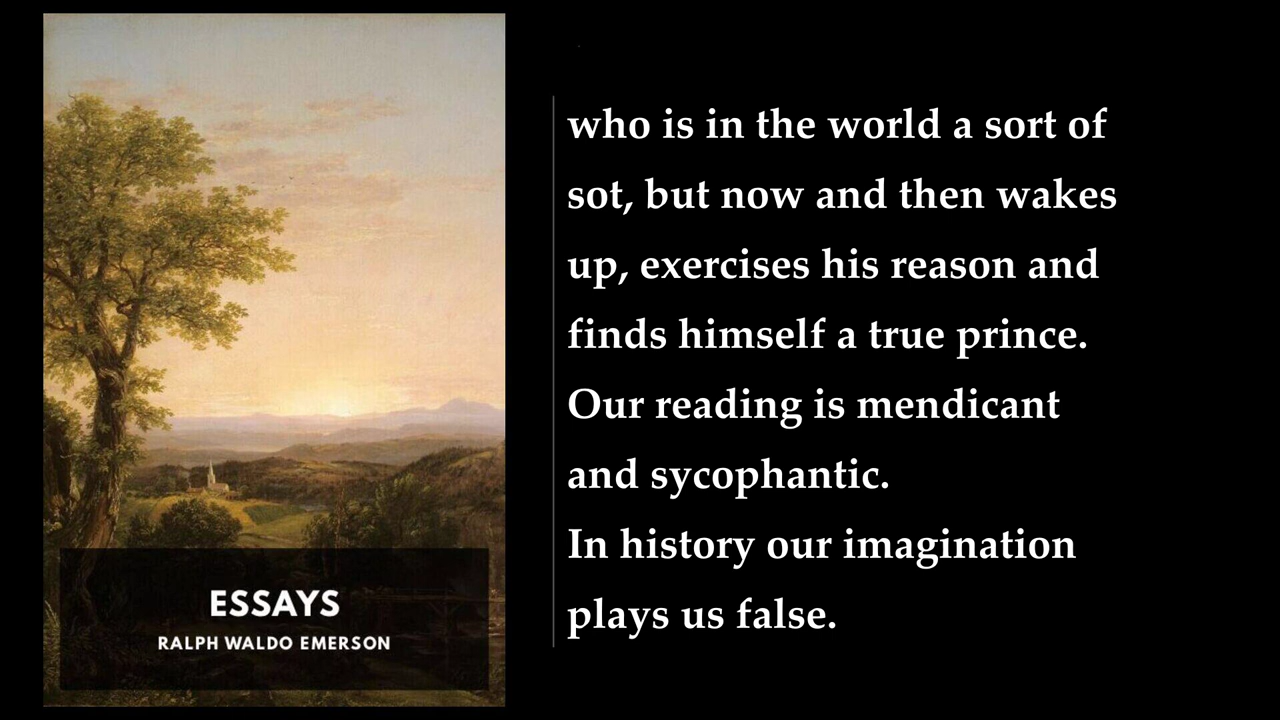 ESSAYS
RALPH WALDO EMERSON
who is in the world a sort of
sot, but now and then wakes
up, exercises his reason and
finds himself a true prince.
Our reading is mendicant
and sycophantic.
In history our imagination
plays us false.